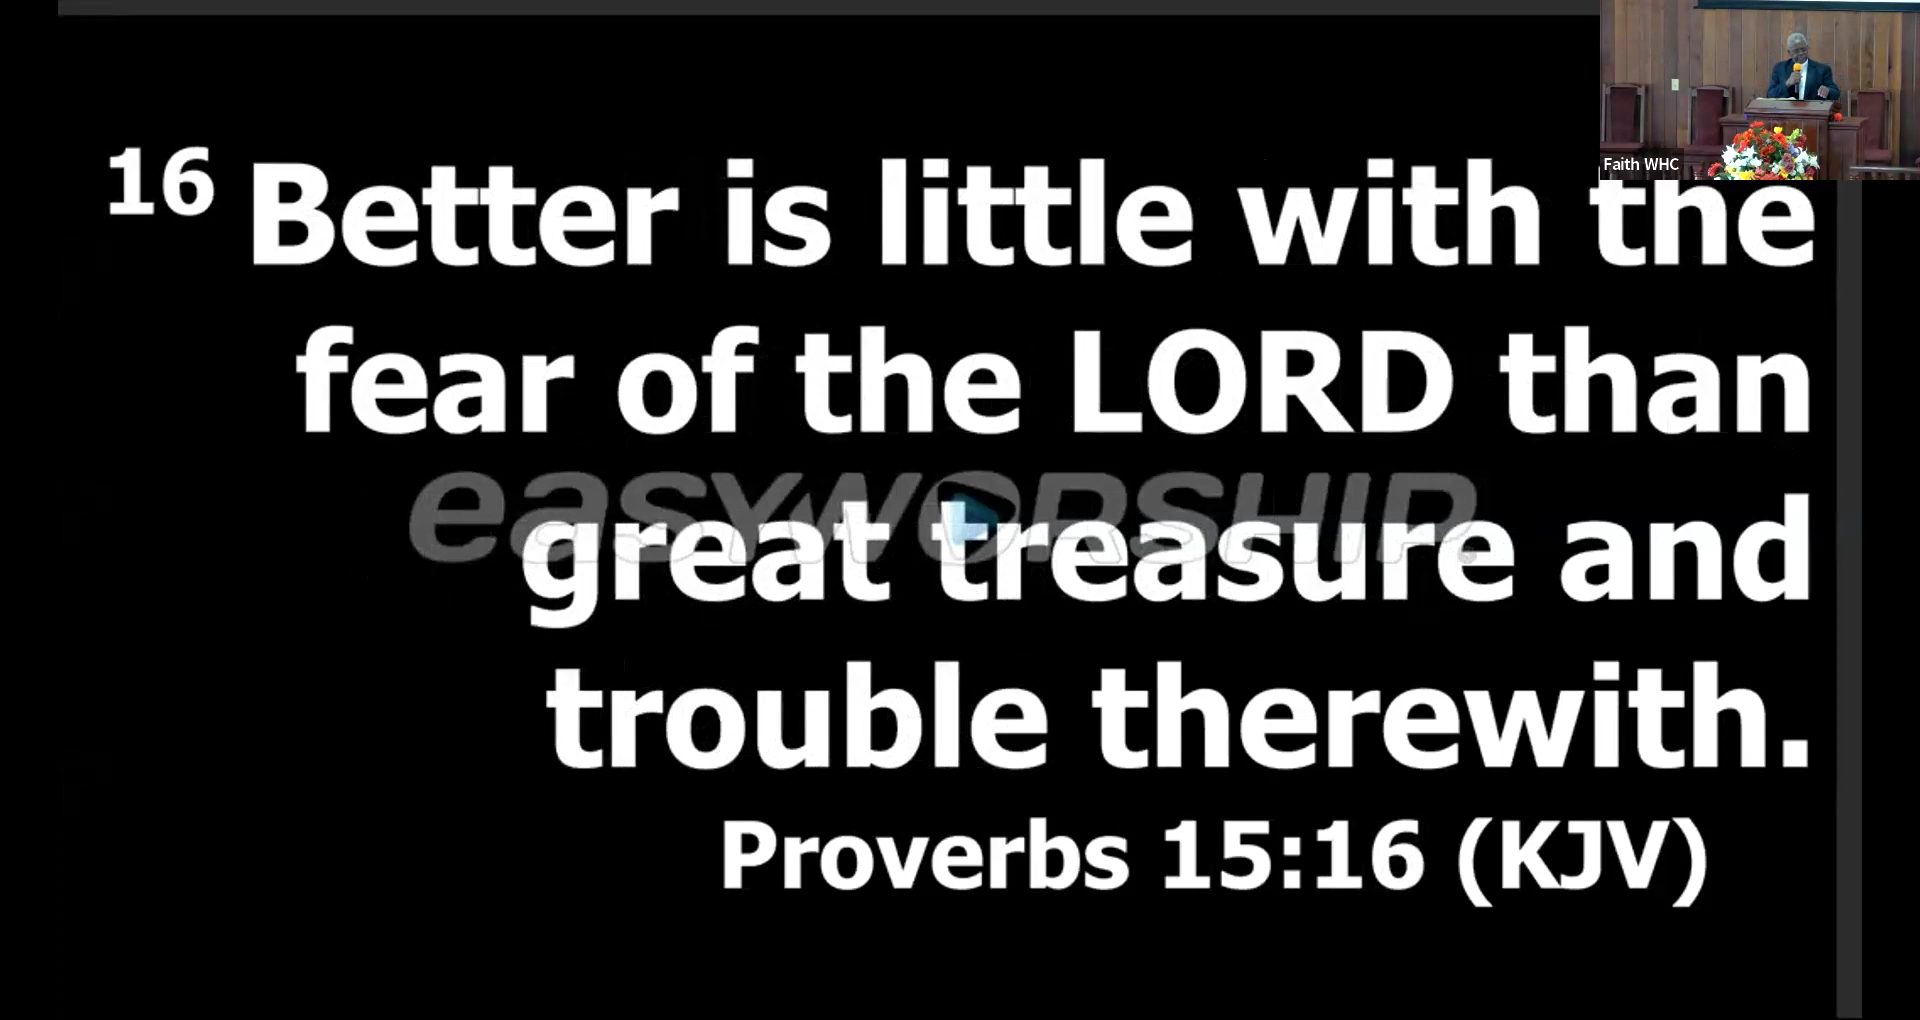 Faith WHC
16 Better is little with the
fear of the LORD than
easyworship
great treasure and
trouble therewith.
Proverbs 15:16 (KJV)